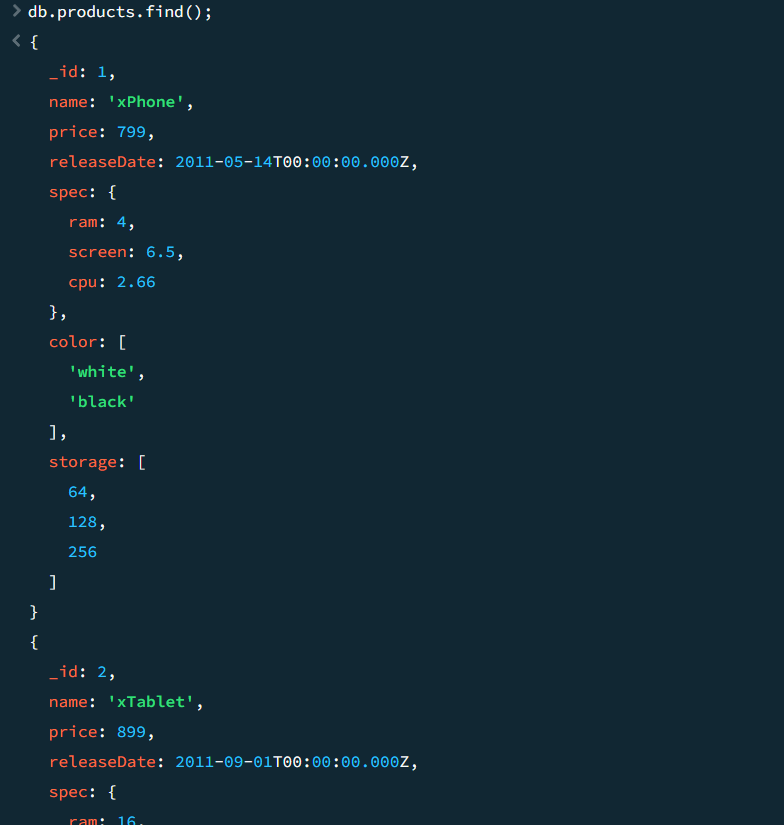 > db.products.find();
< {
_id: 1,
name: 'xPhone',
price: 799,
releaseDate: 2011-05-14T00:00:00.000Z,
spec: {
ram: 4,
screen: 6.5,
cpu: 2.66
},
color: [
'white',
'black'
],
storage: [
64,
128,
256
]
}
{
_id: 2,
name: 'xTablet',
price: 899,
releaseDate: 2011-09-01T00:00:00.000Z,
spec: {
ram: 16,